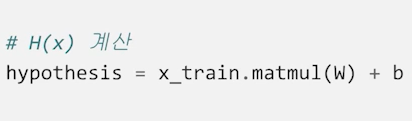 # H(x) 계산
hypothesis = x_train.matmul(W) + b